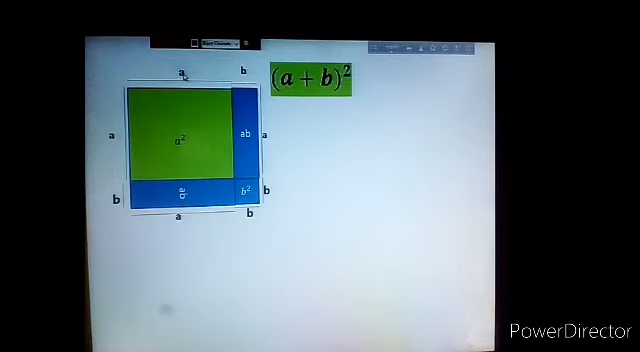 a b
(a + b)²
a a² ab a
b ab b² b
a b
PowerDirector